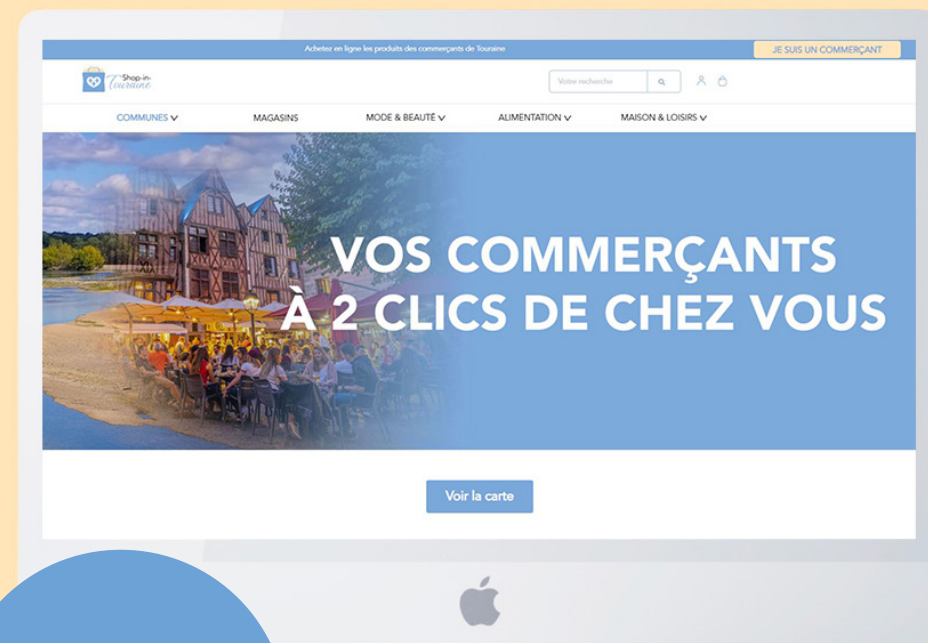 Achetez en ligne les produits des commerçants de Touraine
JE SUIS UN COMMERÇANT
Shop-in-
Touraine
Votre recherche
COMMUNES
MAGASINS
MODE & BEAUTÉ
ALIMENTATION
MAISON & LOISIRS
VOS COMMERÇANTS
À 2 CLICS DE CHEZ VOUS
Voir la carte